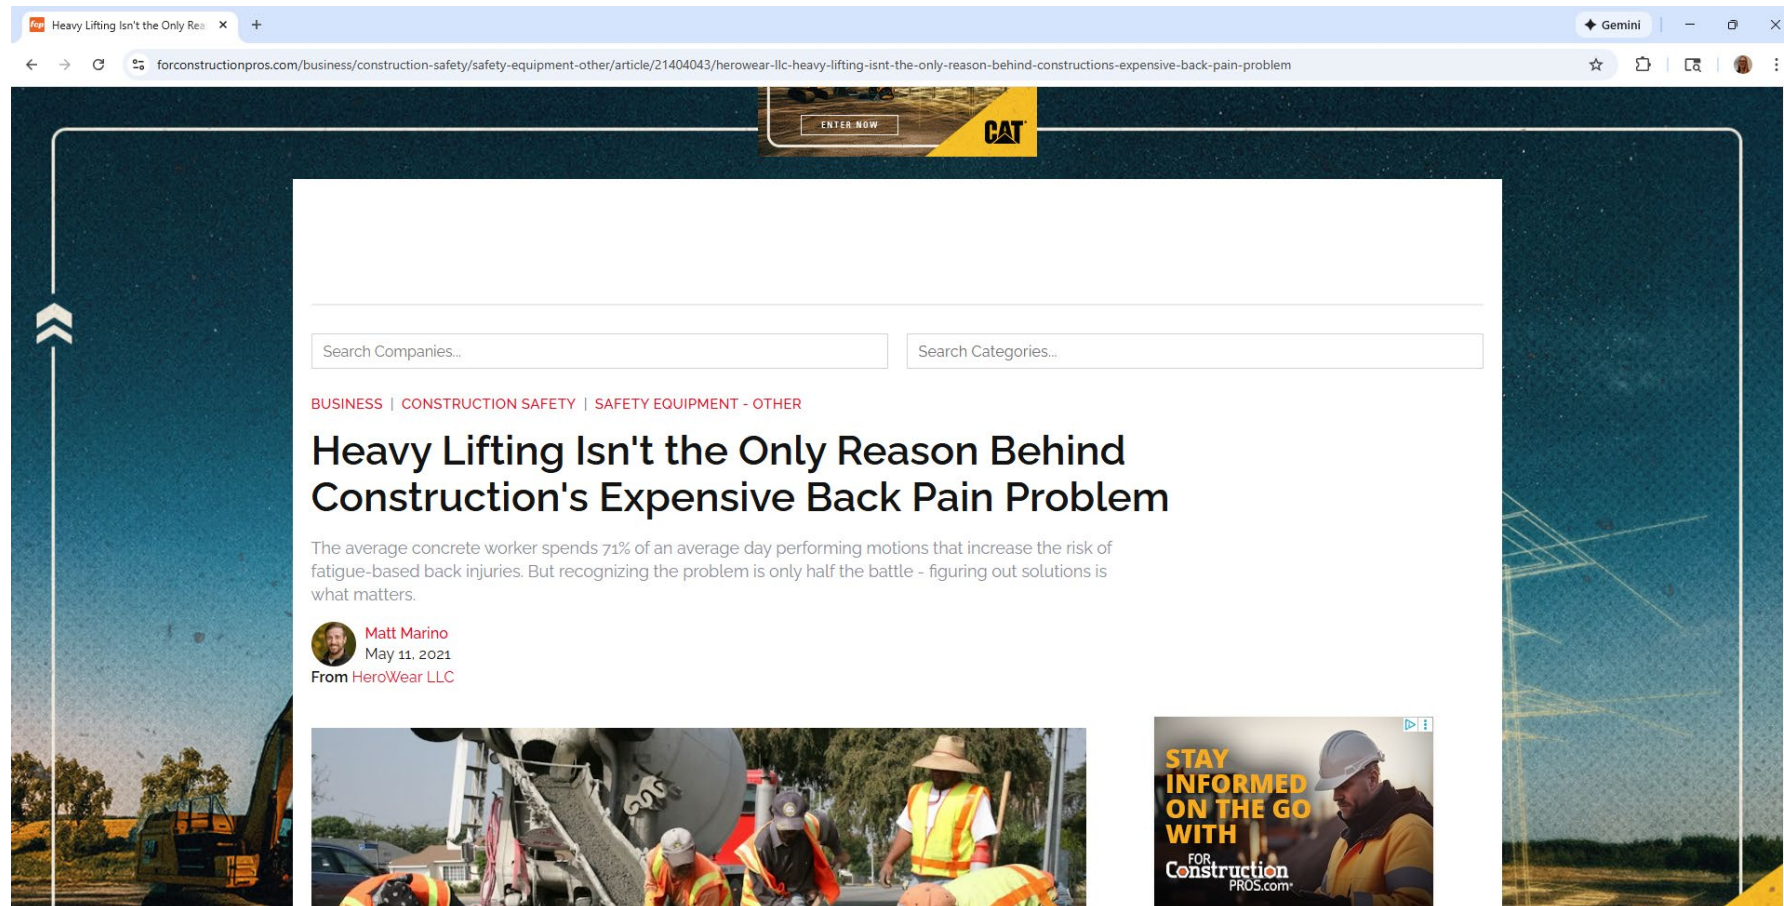 fcp
Heavy Lifting Isn't the Only Rea
Gemini
forconstructionpros.com/business/construction-safety/safety-equipment-other/article/21404043/herowear-llc-heavy-lifting-isnt-the-only-reason-behind-constructions-expensive-back-pain-problem
ENTER NOW
CAT
Search Companies...
Search Categories...
BUSINESS | CONSTRUCTION SAFETY | SAFETY EQUIPMENT - OTHER
Heavy Lifting Isn't the Only Reason Behind
Construction's Expensive Back Pain Problem
The average concrete worker spends 71% of an average day performing motions that increase the risk of
fatigue-based back injuries. But recognizing the problem is only half the battle - figuring out solutions is
what matters.
Matt Marino
May 11, 2021
From HeroWear LLC
STAY
INFORMED
ON THE GO
WITH
FOR
Construction
PROS.com